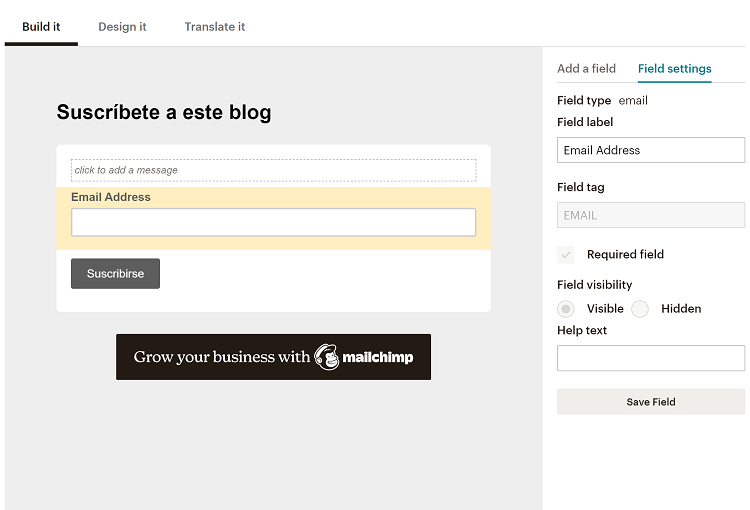 Build it Design it Translate it
Add a field Field settings
Suscríbete a este blog
click to add a message
Email Address
Suscribirse
Grow your business with mailchimp
Field type email
Field label
Email Address
Field tag
EMAIL
Required field
Field visibility
Visible Hidden
Help text
Save Field